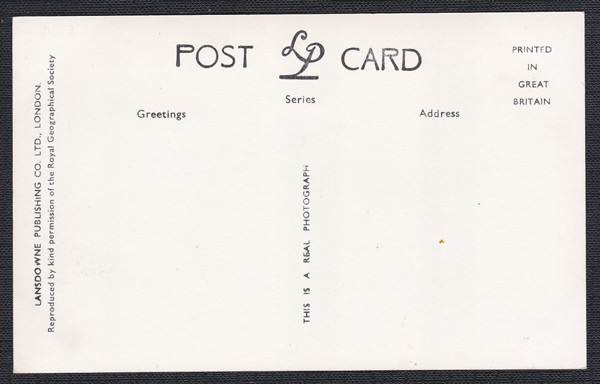 POST LP CARD
Series
Greetings
Address
PRINTED
IN
GREAT
BRITAIN
LANSDOWNE PUBLISHING CO. LTD., LONDON.
Reproduced by kind permission of the Royal Geographical Society
THIS IS A REAL PHOTOGRAPH